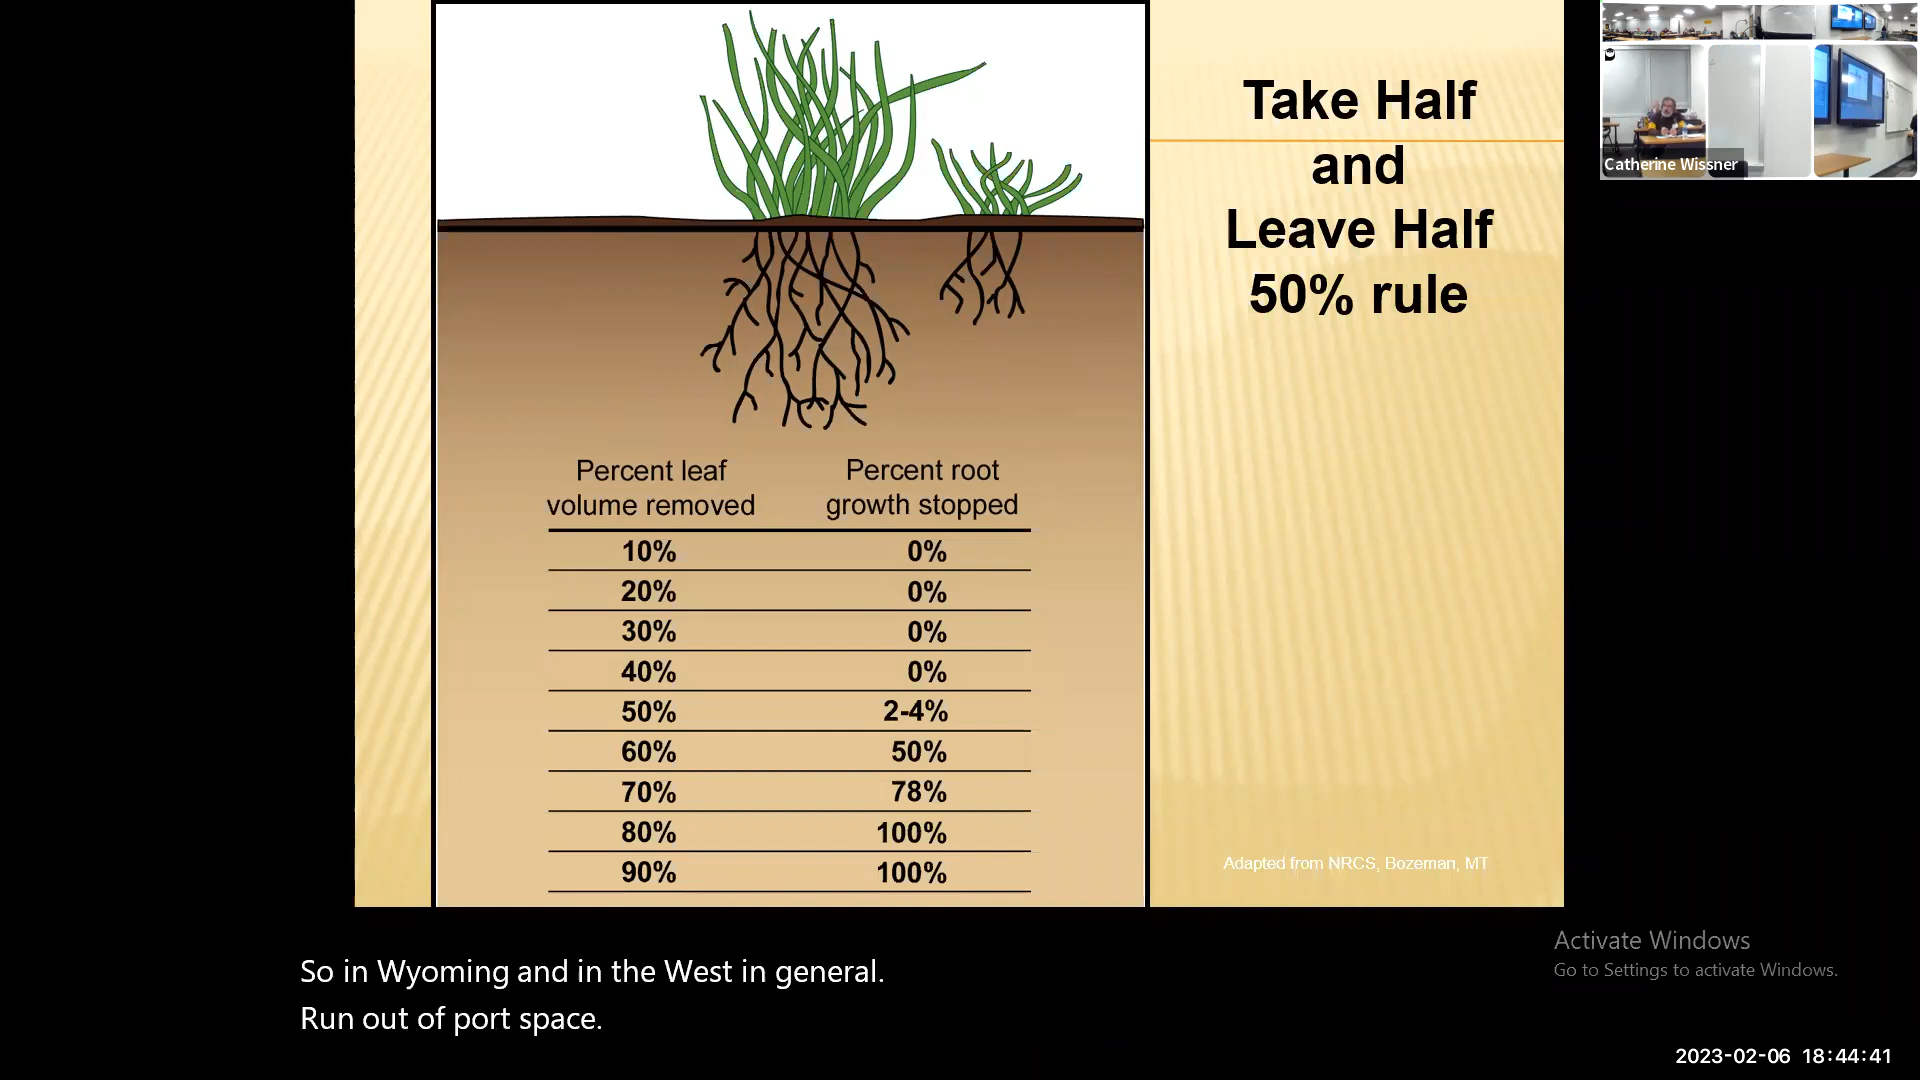 Take Half
and
Leave Half
50% rule
Percent leaf
volume removed
Percent root
growth stopped
10% 0%
20% 0%
30% 0%
40% 0%
50% 2-4%
60% 50%
70% 78%
80% 100%
90% 100%
Adapted from NRCS, Bozeman, MT
Catherine Wissner
So in Wyoming and in the West in general.
Run out of port space.
Activate Windows
Go to Settings to activate Windows.
2023-02-06 18:44:41